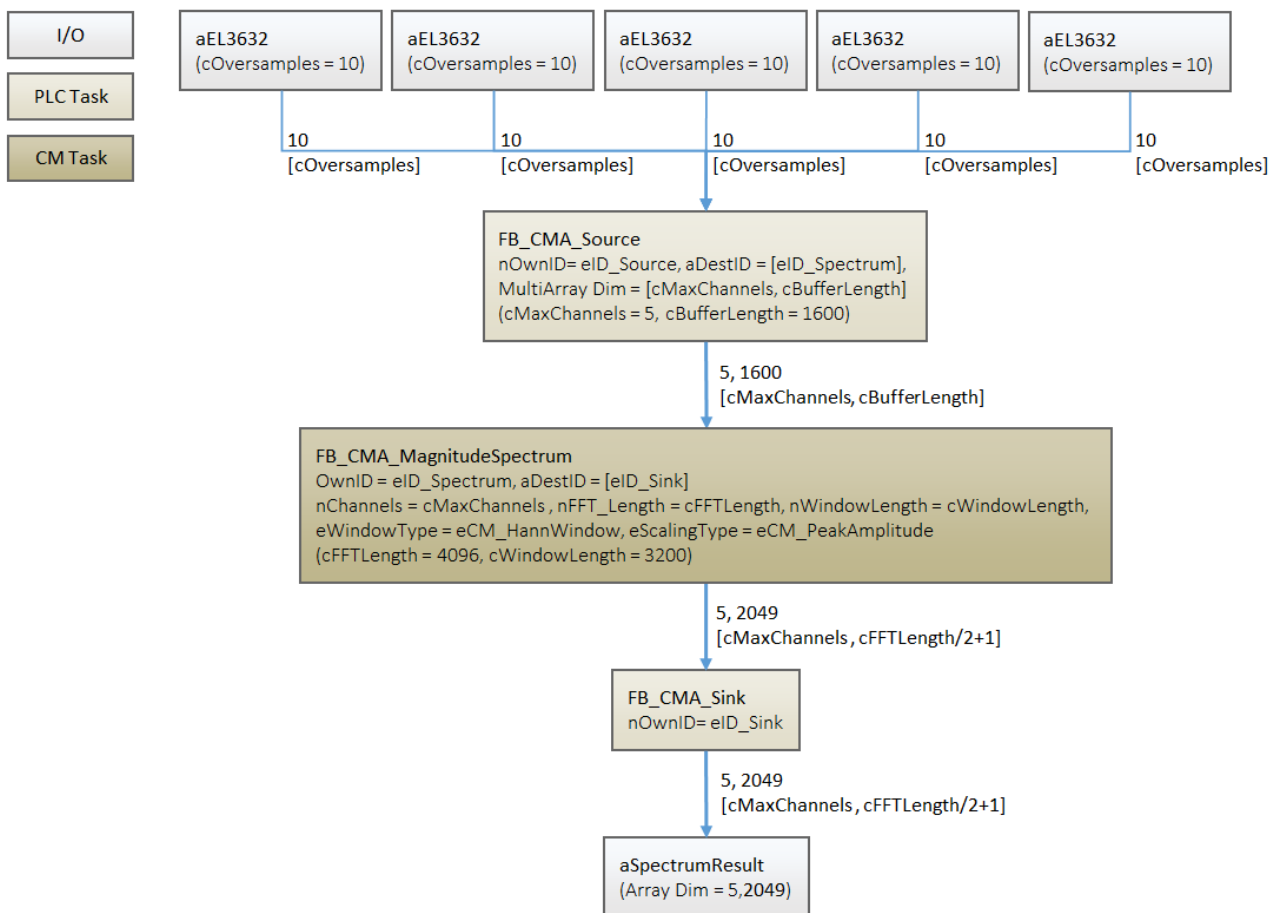 I/O
PLC Task
CM Task
aEL3632
(cOversamples = 10)
aEL3632
(cOversamples = 10)
aEL3632
(cOversamples = 10)
aEL3632
(cOversamples = 10)
aEL3632
(cOversamples = 10)
10
[cOversamples]
10
[cOversamples]
10
[cOversamples]
10
[cOversamples]
10
[cOversamples]
FB_CMA_Source
nOwnID= eID_Source, aDestID = [eID_Spectrum],
MultiArray Dim = [cMaxChannels, cBufferLength]
(cMaxChannels = 5, cBufferLength = 1600)
5, 1600
[cMaxChannels, cBufferLength]
FB_CMA_MagnitudeSpectrum
OwnID = eID_Spectrum, aDestID = [eID_Sink]
nChannels = cMaxChannels , nFFT_Length = cFFTLength, nWindowLength = cWindowLength,
eWindowType = eCM_HannWindow, eScalingType = eCM_PeakAmplitude
(cFFTLength = 4096, cWindowLength = 3200)
5, 2049
[cMaxChannels , cFFTLength/2+1]
FB_CMA_Sink
nOwnID= eID_Sink
5, 2049
[cMaxChannels , cFFTLength/2+1]
aSpectrumResult
(Array Dim = 5,2049)